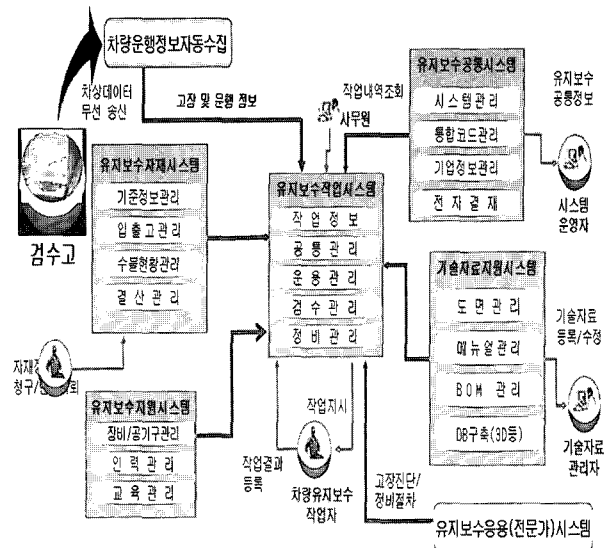 차량운행정보자동수집
차상데이터
무선 송신
고장 및 운행 정보
검수고
작업내역조회
사무원
유지보수공통시스템
시스템관리
통합코드관리
기업정보관리
전자결재
유지보수
공통정보
시스템
운영자
유지보수자재시스템
기준정보관리
입출고관리
수불현황관리
결산관리
자재
청구/
유지보수작업시스템
작업정보
공통관리
운용관리
검수관리
정비관리
기술자료지원시스템
도면관리
메뉴얼관리
BOM 관리
DB구축(3D등)
기술자료
등록/수정
기술자료
관리자
유지보수지원시스템
장비/공기구관리
인력관리
교육관리
작업지시
작업결과
등록
차량유지보수
작업자
고장진단/
정비절차
유지보수응용(전문가)시스템